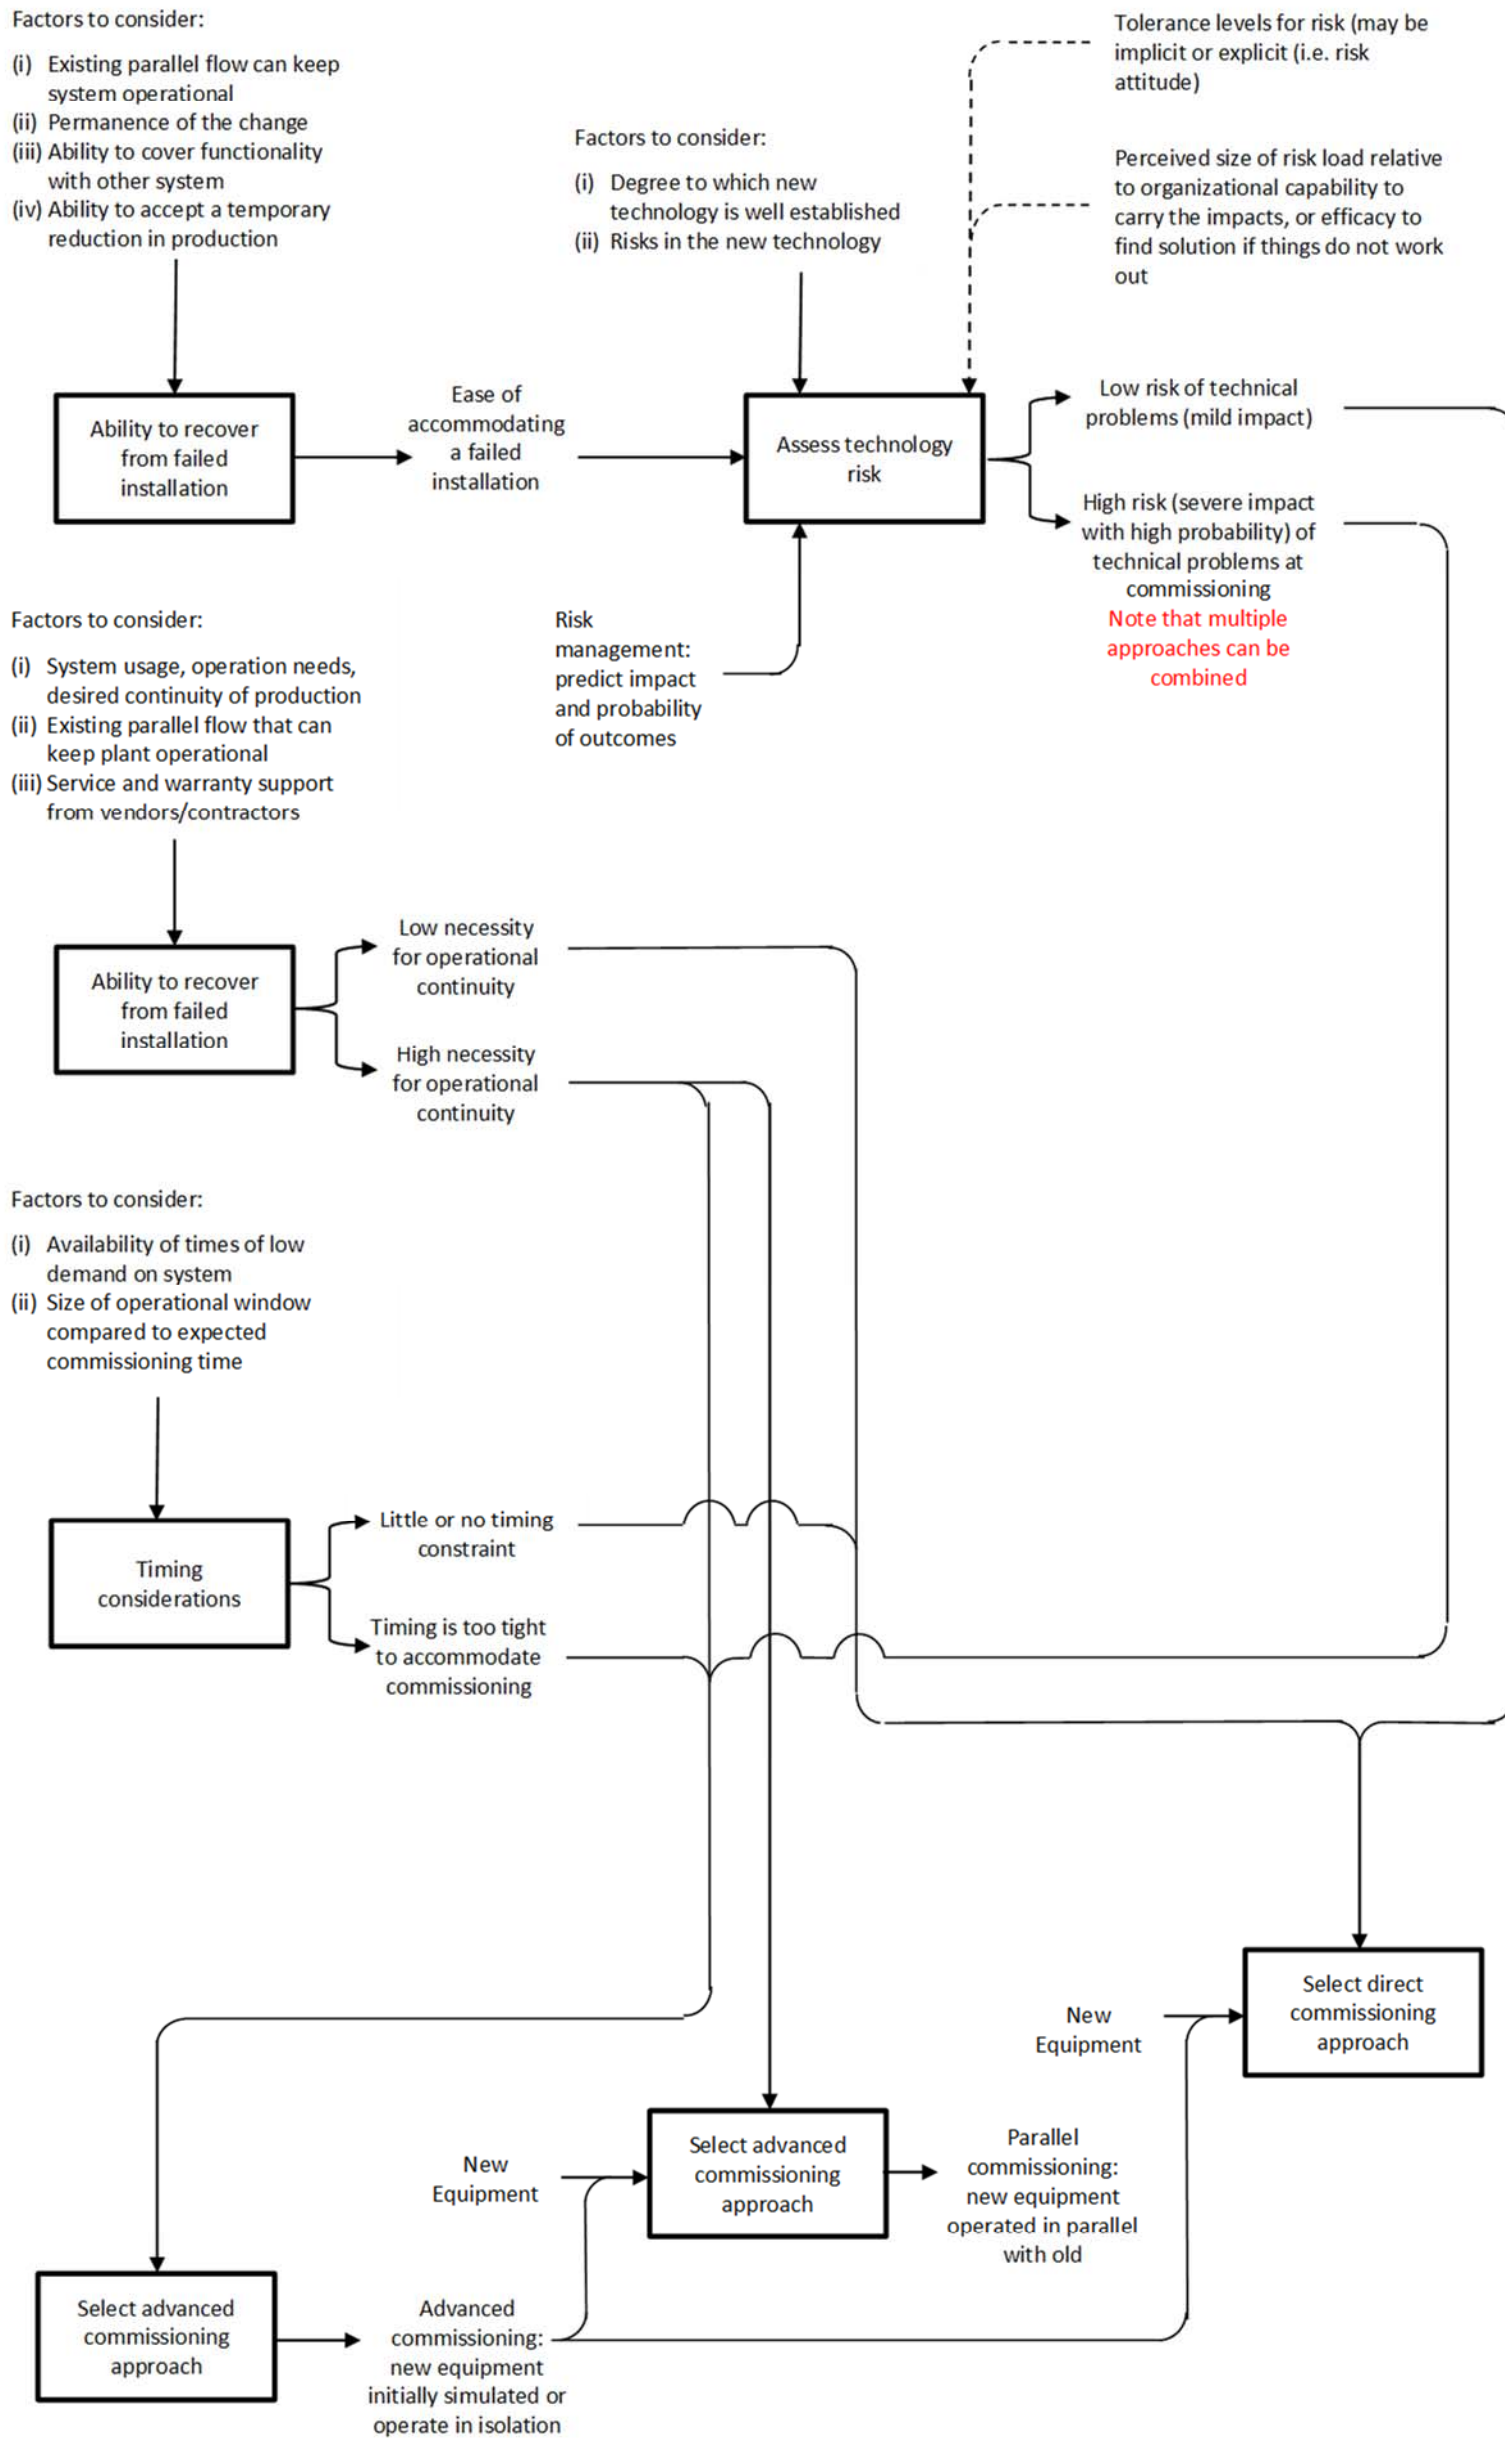 Factors to consider:
(i) Existing parallel flow can keep
system operational
(ii) Permanence of the change
(iii) Ability to cover functionality
with other system
(iv) Ability to accept a temporary
reduction in production
Factors to consider:
(i) Degree to which new
technology is well established
(ii) Risks in the new technology
Tolerance levels for risk (may be
implicit or explicit (i.e. risk
attitude)
Perceived size of risk load relative
to organizational capability to
carry the impacts, or efficacy to
find solution if things do not work
out
Ability to recover
from failed
installation
Ease of
accommodating
a failed
installation
Assess technology
risk
Low risk of technical
problems (mild impact)
High risk (severe impact
with high probability) of
technical problems at
commissioning
Note that multiple
approaches can be
combined
Risk
management:
predict impact
and probability
of outcomes
Factors to consider:
(i) System usage, operation needs,
desired continuity of production
(ii) Existing parallel flow that can
keep plant operational
(iii) Service and warranty support
from vendors/contractors
Ability to recover
from failed
installation
Low necessity
for operational
continuity
High necessity
for operational
continuity
Factors to consider:
(i) Availability of times of low
demand on system
(ii) Size of operational window
compared to expected
commissioning time
Timing
considerations
Little or no timing
constraint
Timing is too tight
to accommodate
commissioning
Select direct
commissioning
approach
New
Equipment
Select advanced
commissioning
approach
New
Equipment
Parallel
commissioning:
new equipment
operated in parallel
with old
Select advanced
commissioning
approach
Advanced
commissioning:
new equipment
initially simulated or
operate in isolation